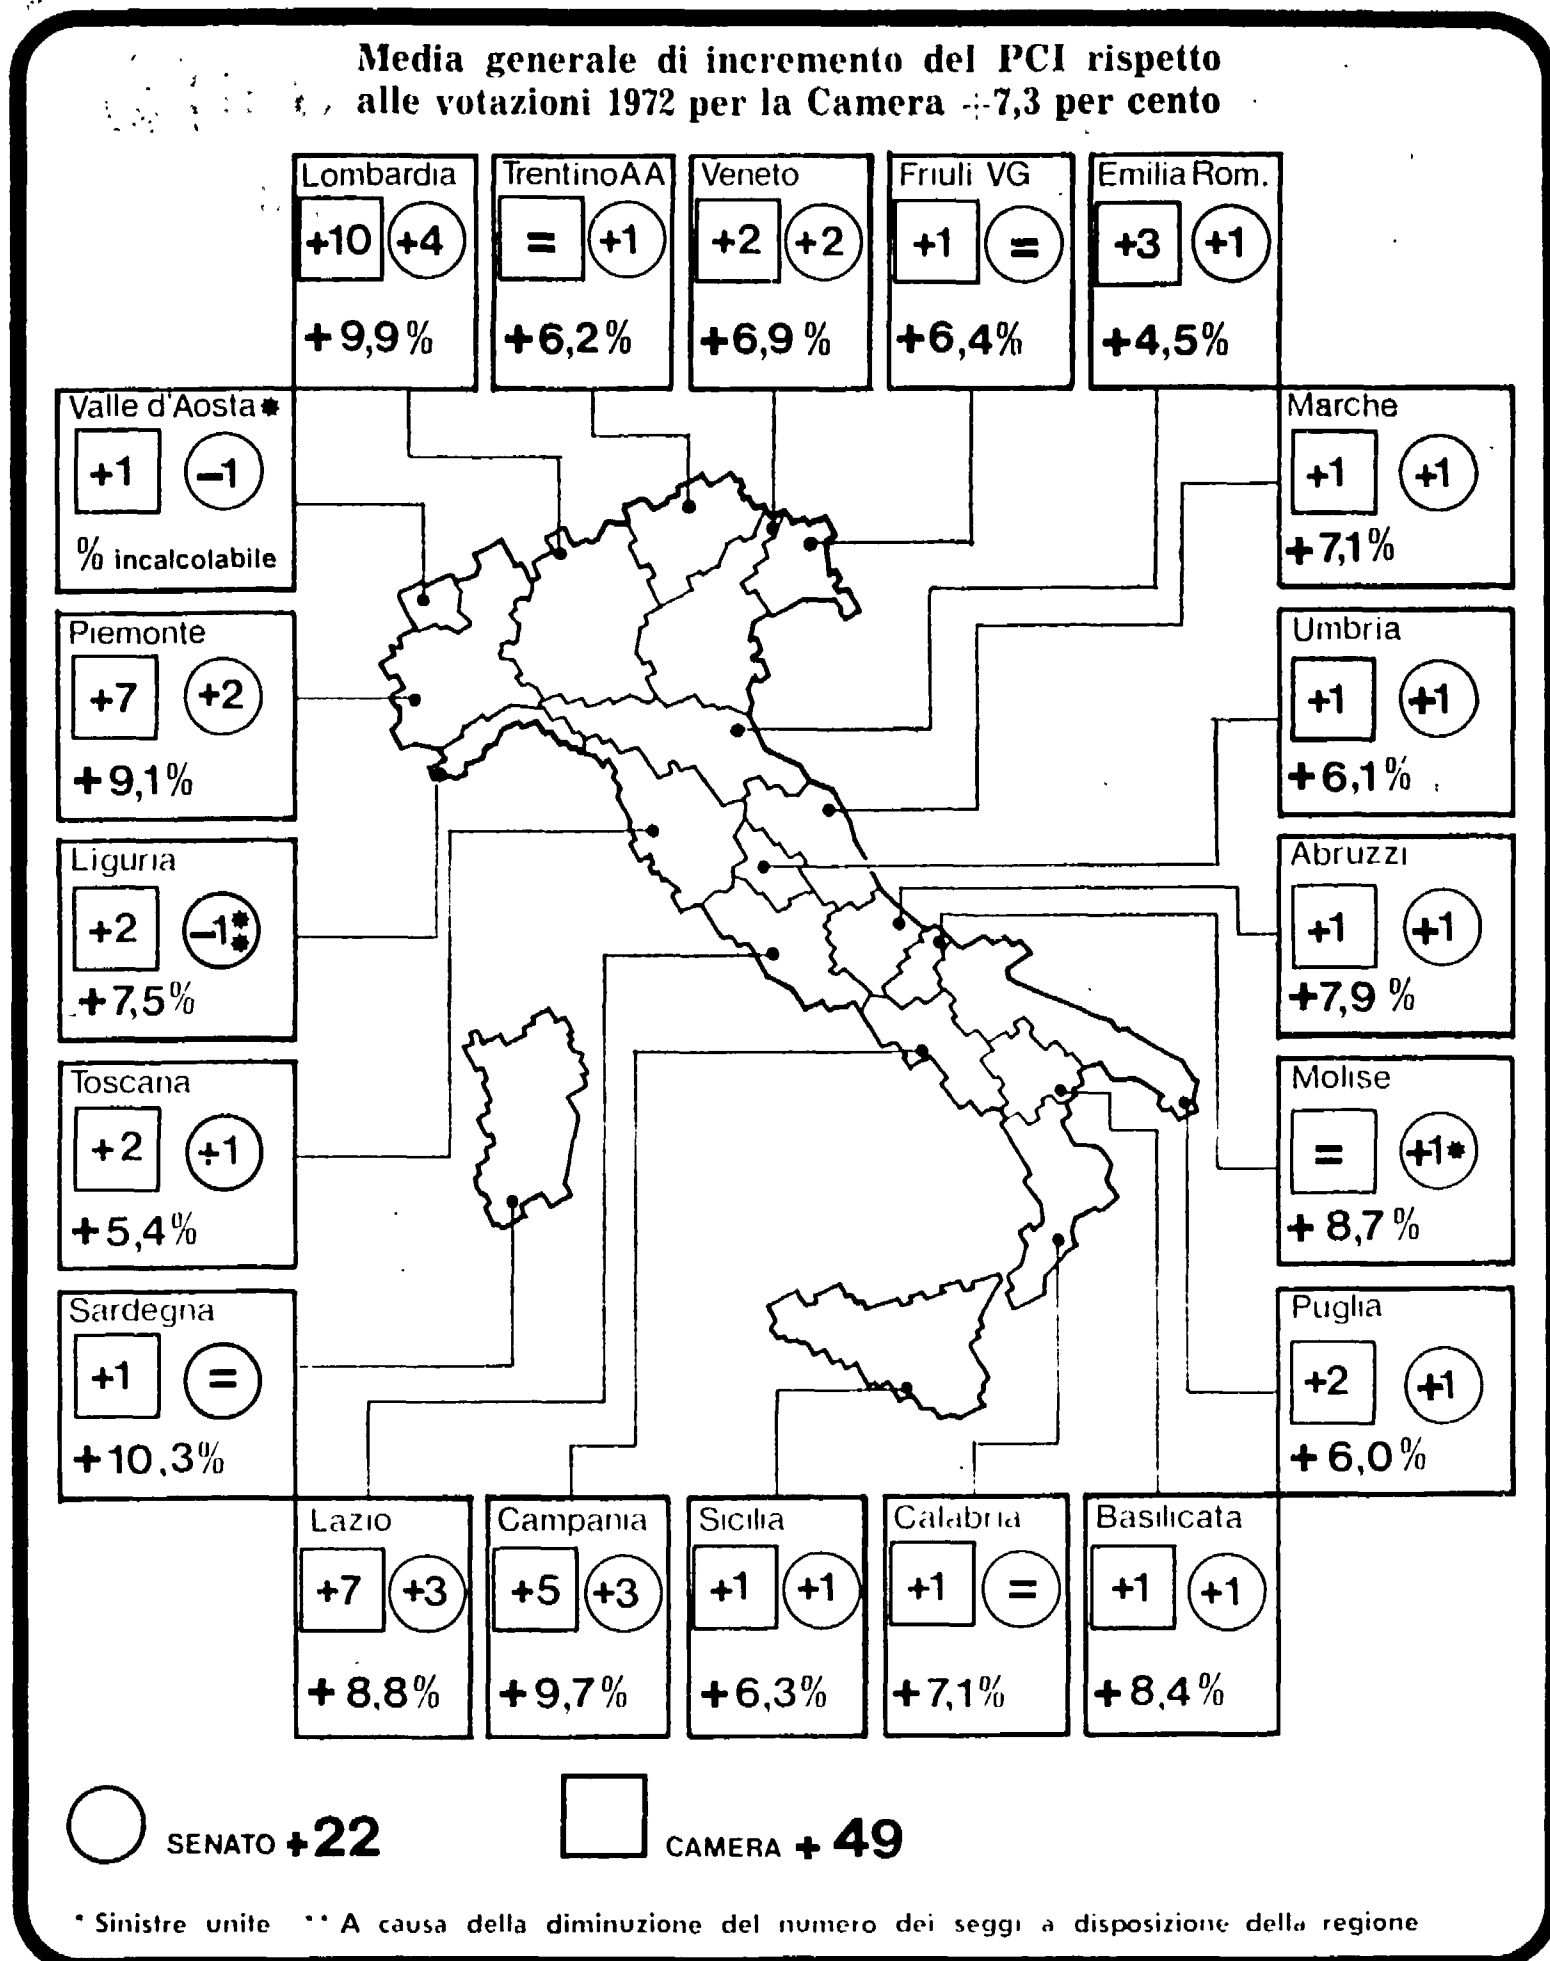 Media generale di incremento del PCI rispetto
alle votazioni 1972 per la Camera +7,3 per cento
Lombardia
+10 +4
+9,9%
Trentino AA
= +1
+6,2%
Veneto
+2 +2
+6,9%
Friuli VG
+1 =
+6,4%
Emilia Rom.
+3 +1
+4,5%
Valle d'Aosta*
+1 -1
% incalcolabile
Marche
+1 +1
+7,1%
Piemonte
+7 +2
+9,1%
Umbria
+1 +1
+6,1%
Liguria
+2 -1**
+7,5%
Abruzzi
+1 +1
+7,9%
Toscana
+2 +1
+5,4%
Molise
= +1*
+8,7%
Sardegna
+1 =
+10,3%
Puglia
+2 +1
+6,0%
Lazio
+7 +3
+8,8%
Campania
+5 +3
+9,7%
Sicilia
+1 +1
+6,3%
Calabria
+1 =
+7,1%
Basilicata
+1 +1
+8,4%
SENATO +22
CAMERA + 49
* Sinistre unite ** A causa della diminuzione del numero dei seggi a disposizione della regione